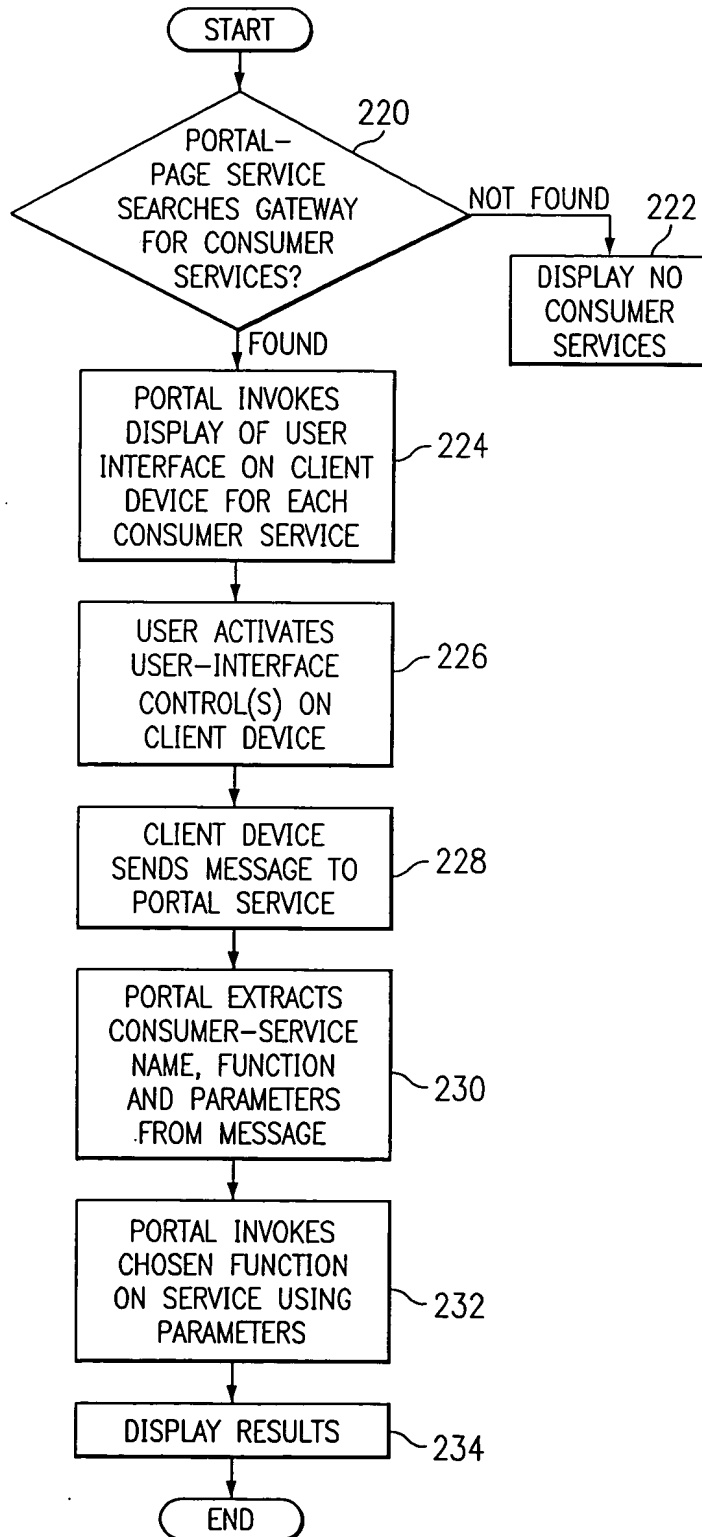 START
220
PORTAL-
PAGE SERVICE
SEARCHES GATEWAY
FOR CONSUMER
SERVICES?
NOT FOUND
222
DISPLAY NO
CONSUMER
SERVICES
FOUND
PORTAL INVOKES
DISPLAY OF USER
INTERFACE ON CLIENT
DEVICE FOR EACH
CONSUMER SERVICE
224
USER ACTIVATES
USER-INTERFACE
CONTROL(S) ON
CLIENT DEVICE
226
CLIENT DEVICE
SENDS MESSAGE TO
PORTAL SERVICE
228
PORTAL EXTRACTS
CONSUMER-SERVICE
NAME, FUNCTION
AND PARAMETERS
FROM MESSAGE
230
PORTAL INVOKES
CHOSEN FUNCTION
ON SERVICE USING
PARAMETERS
232
DISPLAY RESULTS
234
END